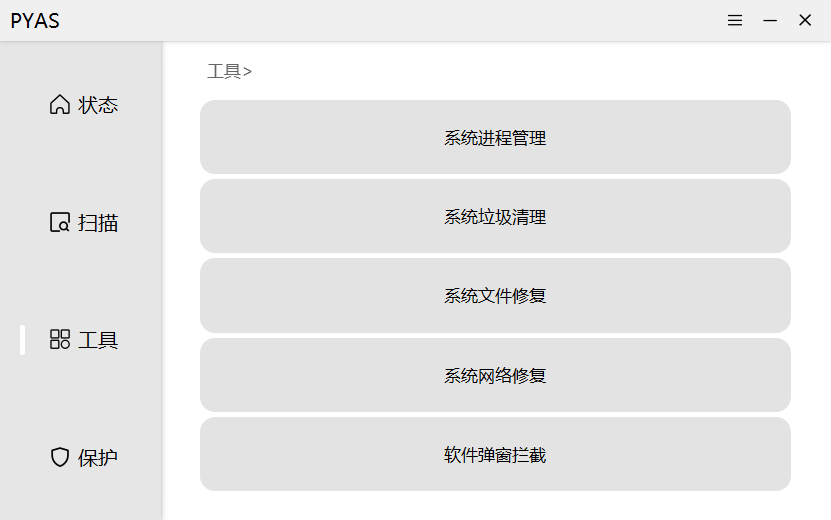 PYAS
状态
扫描
工具
保护
工具>
系统进程管理
系统垃圾清理
系统文件修复
系统网络修复
软件弹窗拦截